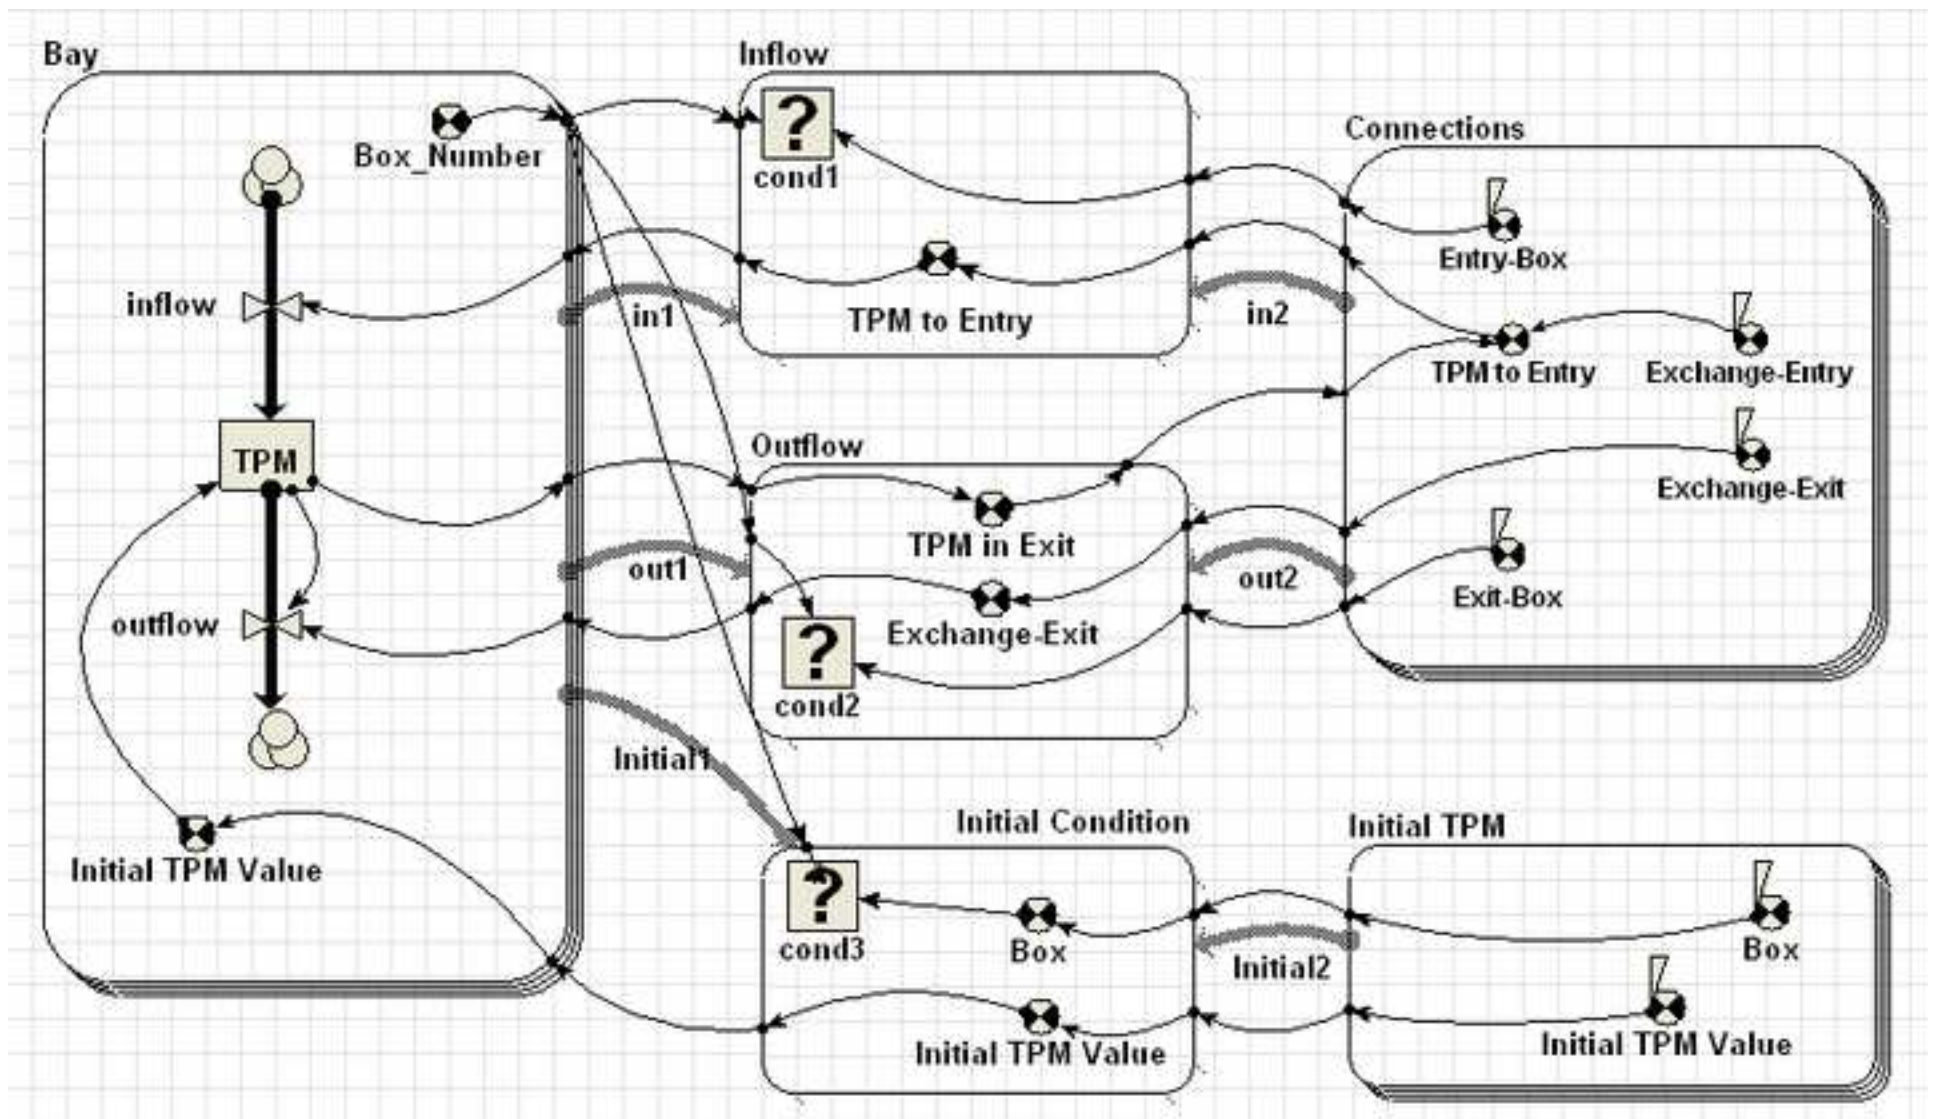 Bay
Box_Number
inflow
TPM
outflow
Initial TPM Value
Inflow
?
cond1
TPM to Entry
in1
in2
Connections
Entry-Box
TPM to Entry
Exchange-Entry
Exchange-Exit
Exit-Box
Outflow
TPM in Exit
Exchange-Exit
?
cond2
out1
out2
Initial1
Initial Condition
?
cond3
Box
Initial TPM Value
Initial2
Initial TPM
Box
Initial TPM Value